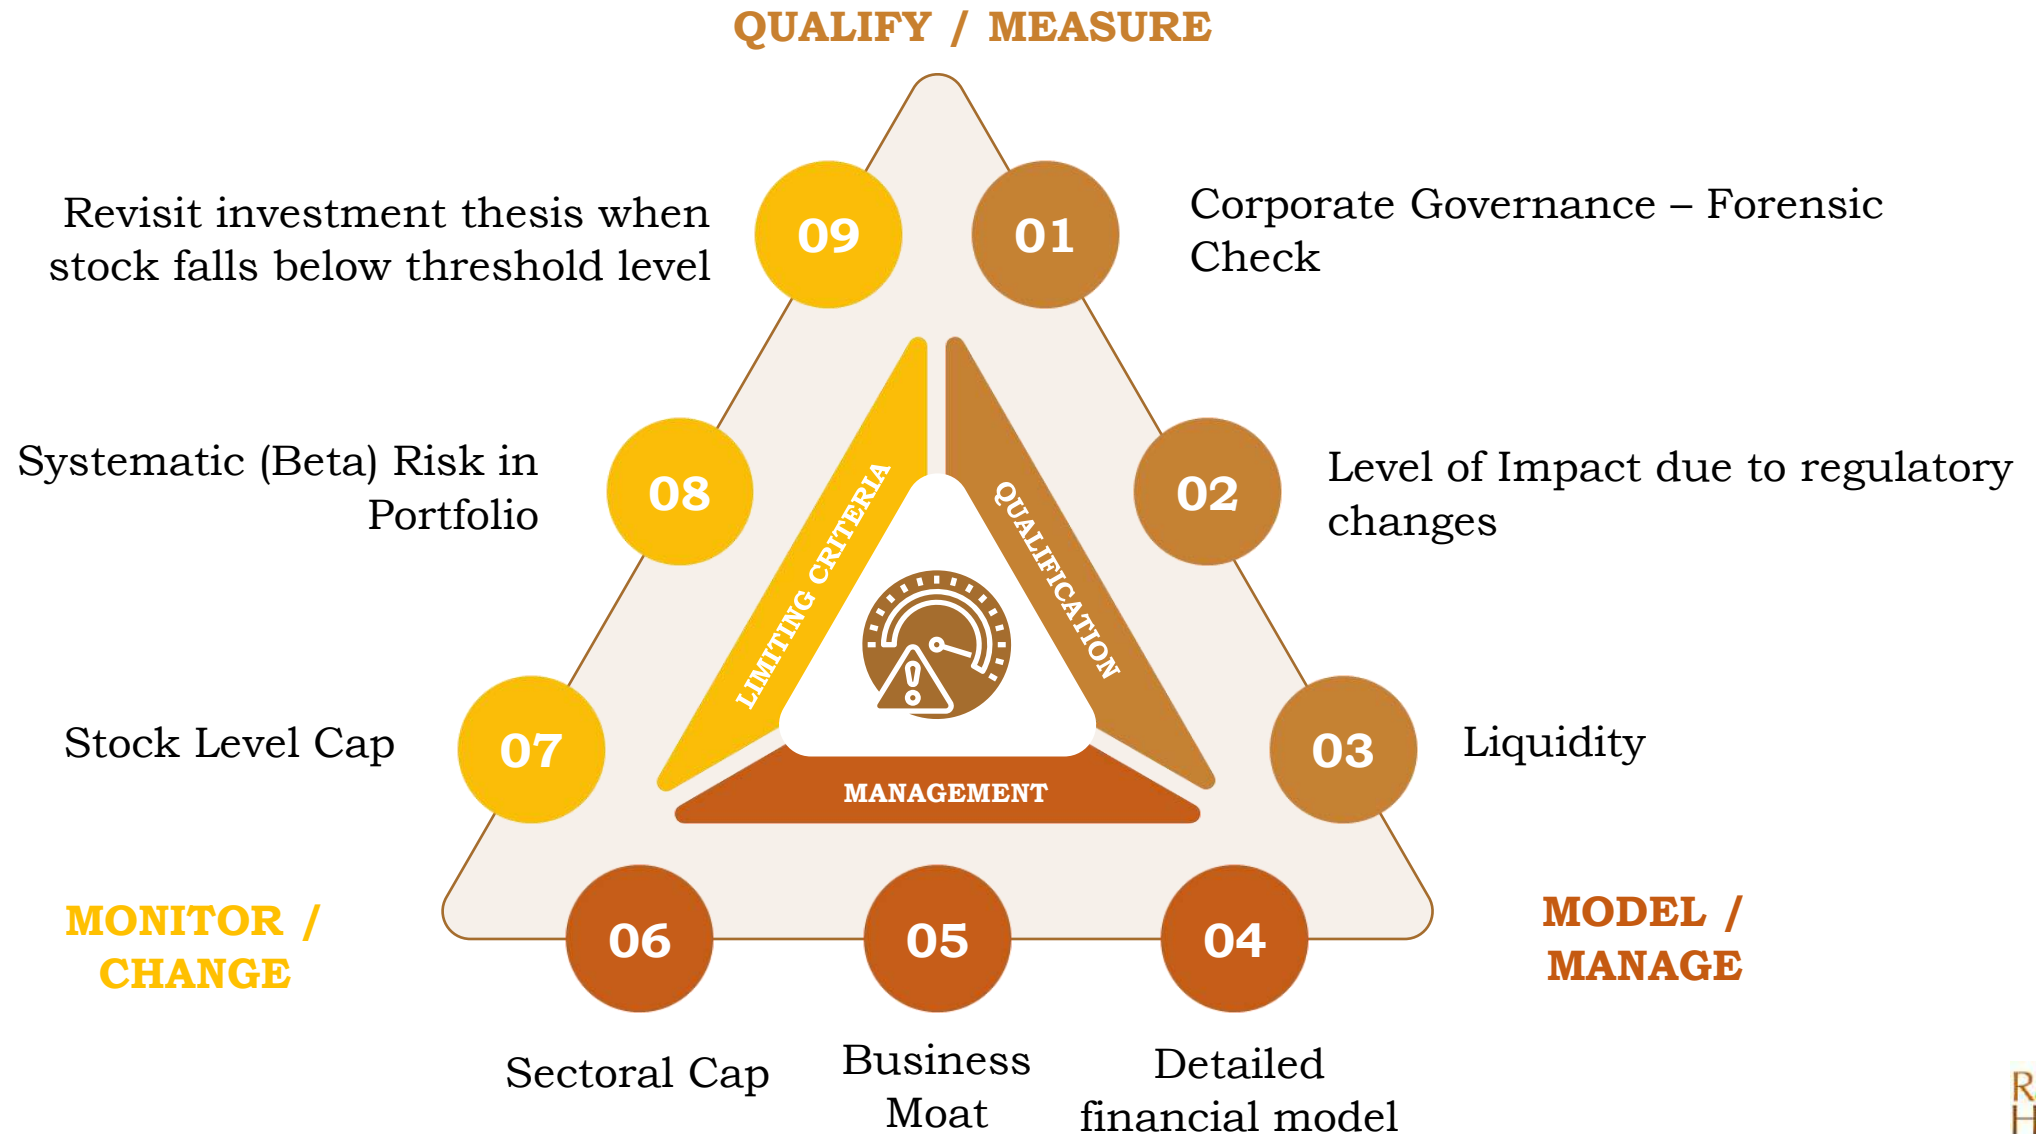 QUALIFY / MEASURE
Revisit investment thesis when
stock falls below threshold level
09
01
Corporate Governance – Forensic
Check
Systematic (Beta) Risk in
Portfolio
08
02
Level of Impact due to regulatory
changes
LIMITING CRITERIA
QUALIFICATION
MANAGEMENT
Stock Level Cap
07
03
Liquidity
MONITOR /
CHANGE
06
05
04
MODEL /
MANAGE
Sectoral Cap
Business
Moat
Detailed
financial model